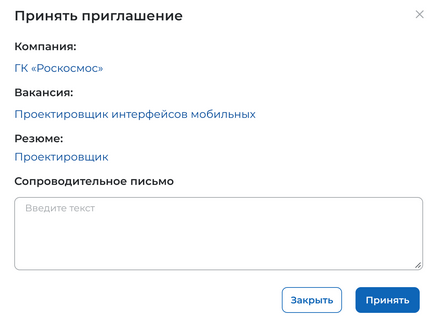 Принять приглашение
Компания:
ГК «Роскосмос»
Вакансия:
Проектировщик интерфейсов мобильных
Резюме:
Проектировщик
Сопроводительное письмо
Введите текст
Закрыть
Принять